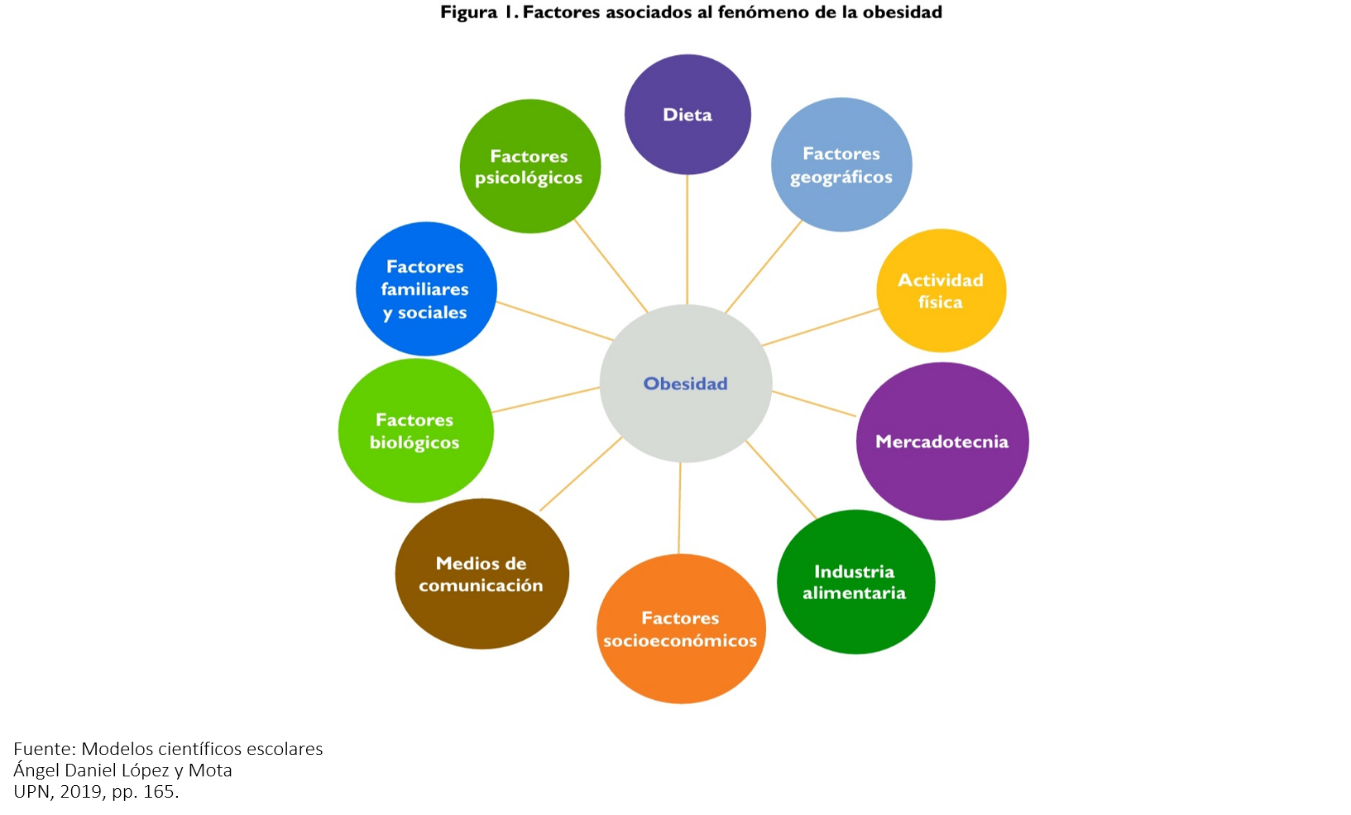 Figura 1. Factores asociados al fenómeno de la obesidad
Dieta
Factores
geográficos
Actividad
física
Mercadotecnia
Industria
alimentaria
Factores
socioeconómicos
Medios de
comunicación
Factores
biológicos
Factores
familiares
y sociales
Factores
psicológicos
Obesidad
Fuente: Modelos científicos escolares
Ángel Daniel López y Mota
UPN, 2019, pp. 165.